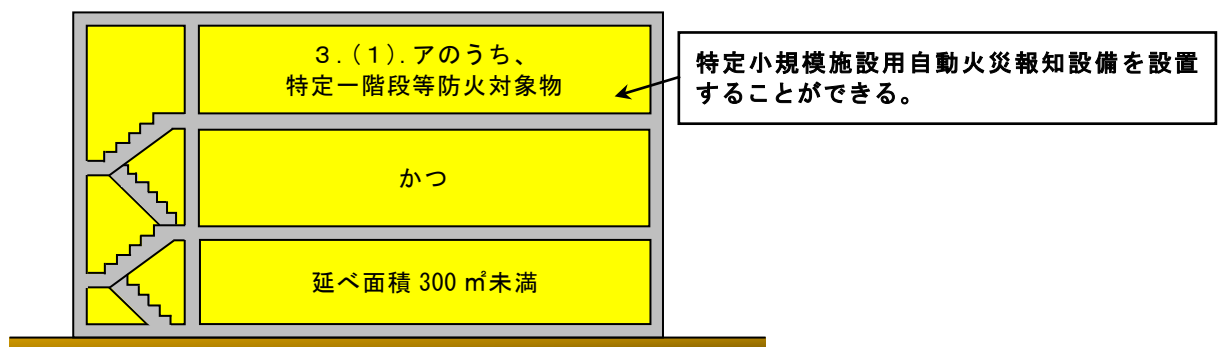 ３.(１).アのうち、
特定一階段等防火対象物
かつ
延べ面積 300 ㎡未満
特定小規模施設用自動火災報知設備を設置
することができる。